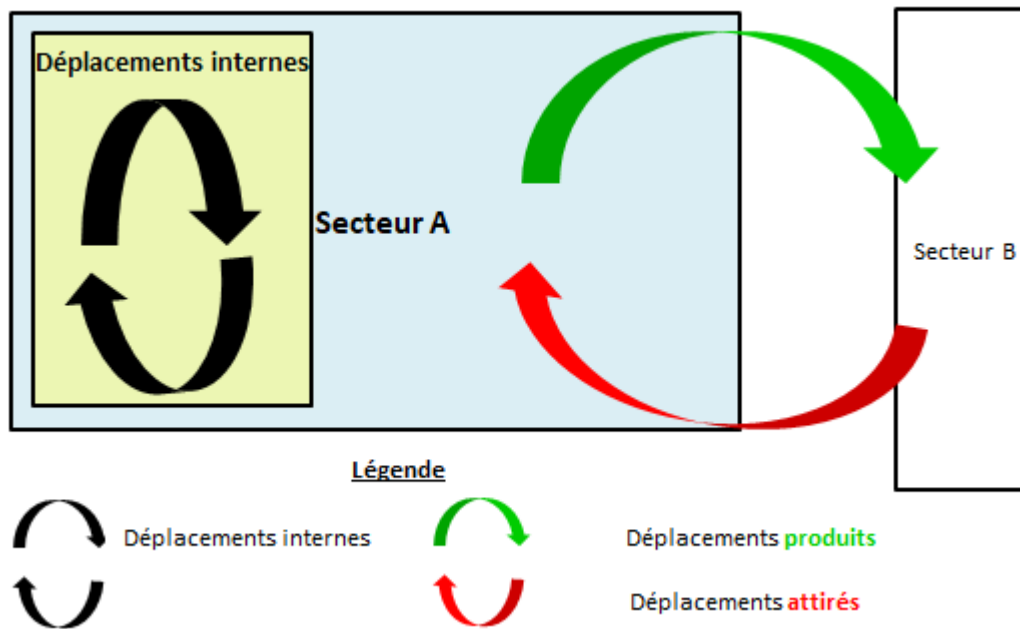 Déplacements internes
Secteur A
Secteur B
Légende
Déplacements internes
Déplacements produits
Déplacements attirés